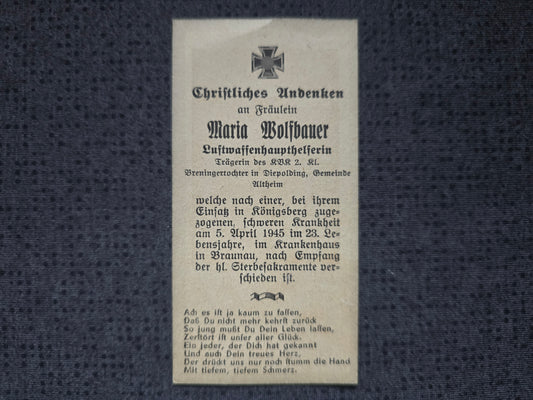 Christliches Andenken
an Fräulein
Maria Wolfbauer
Luftwaffenhaupthelferin
Trägerin des KVK 2. Kl.
Breningertochter in Diepolding, Gemeinde
Altheim
welche nach einer, bei ihrem
Einsatz in Königsberg zuge-
zogenen, schweren Krankheit
am 5. April 1945 im 23. Le-
bensjahre, im Krankenhaus
in Braunau, nach Empfang
der hl. Sterbesakramente ver-
schieden ist.
Ach es ist ja kaum zu fassen,
Daß Du nicht mehr kehrst zurück
So jung mußt Du Dein Leben lassen,
Zerstört ist unser aller Glück.
Ein jeder, der Dich hat gekannt
Und auch Dein treues Herz,
Der drückt uns nur noch stumm die Hand
Mit tiefem, tiefem Schmerz.